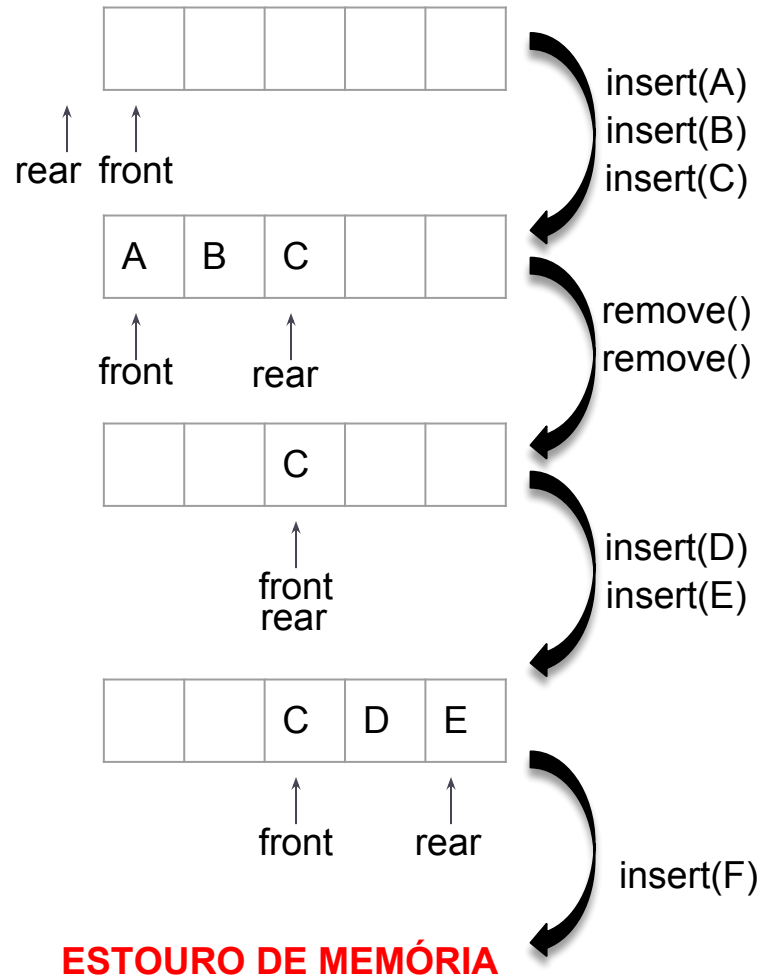 insert(A)
insert(B)
insert(C)
rear front
A B C
remove()
remove()
front rear
C
insert(D)
insert(E)
front
rear
C D E
front rear
insert(F)
ESTOURO DE MEMÓRIA